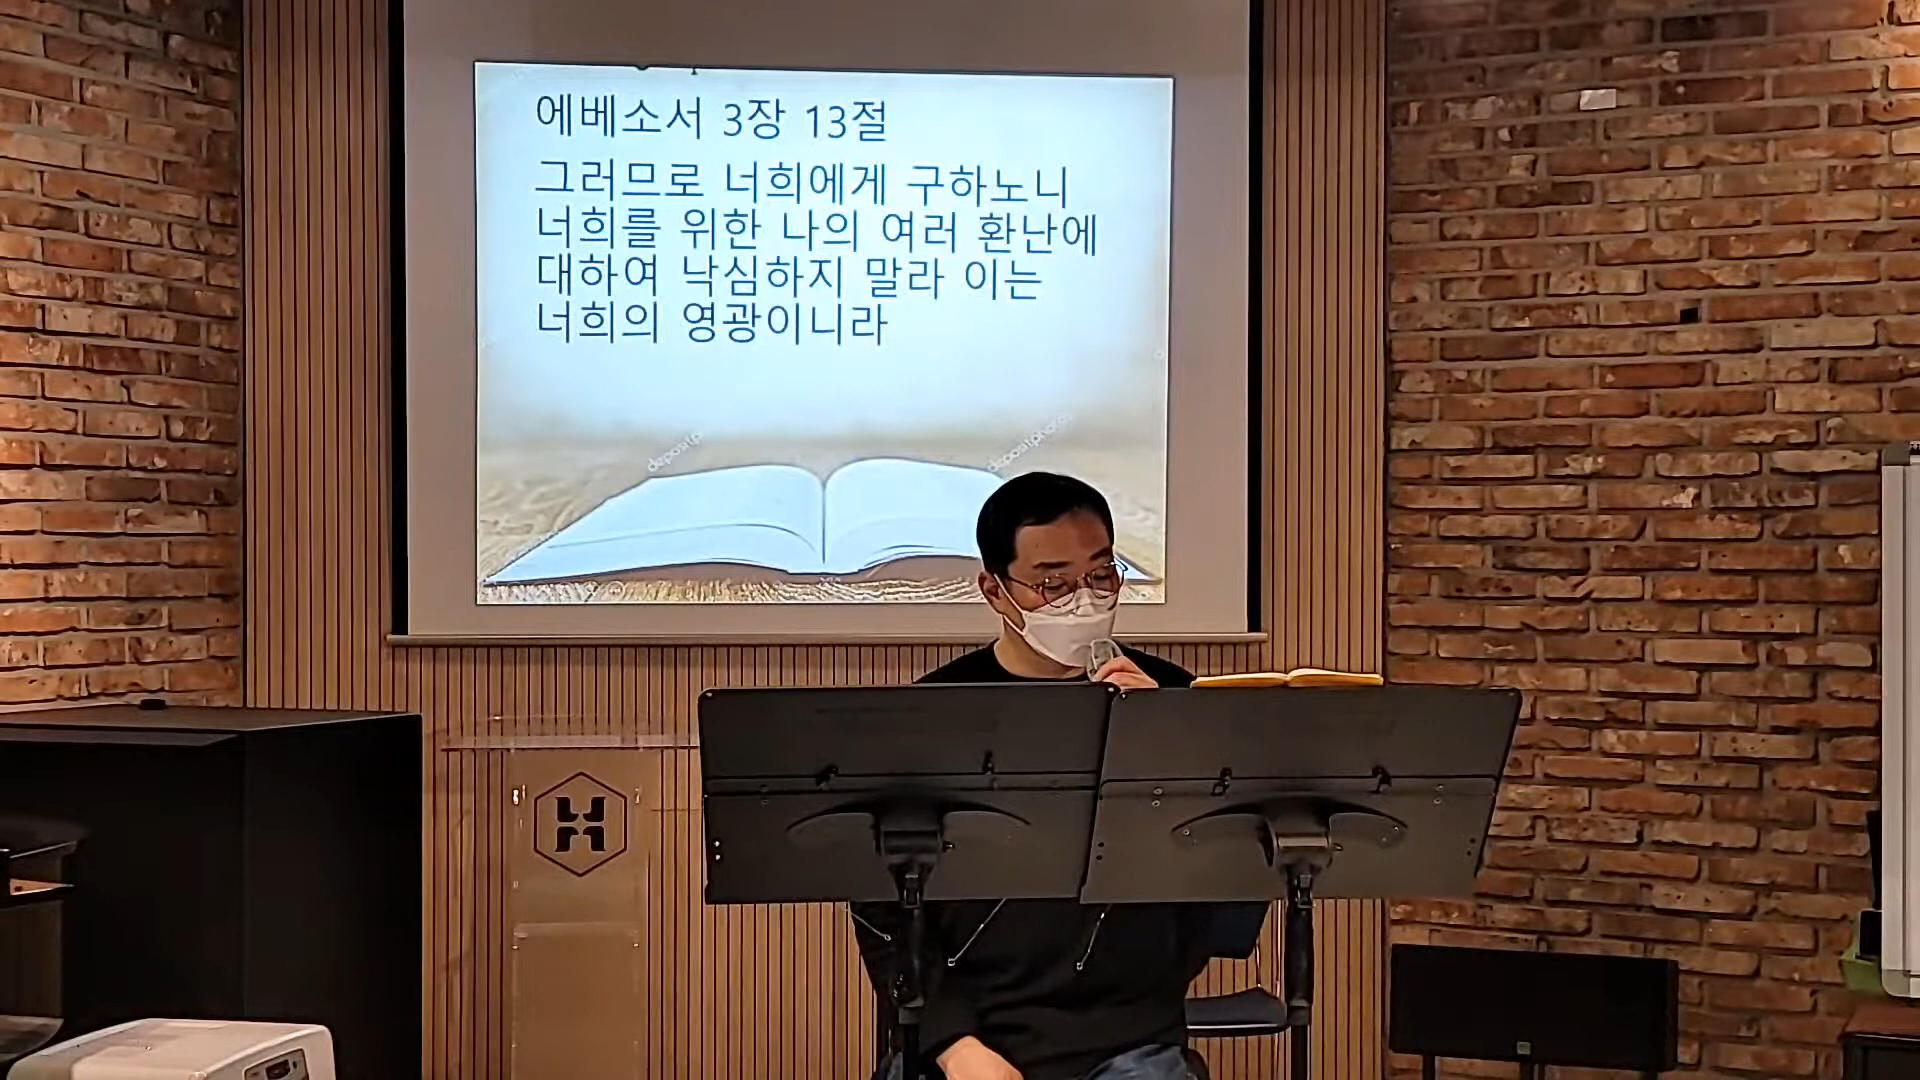 에베소서 3장 13절
그러므로 너희에게 구하노니
너희를 위한 나의 여러 환난에
대하여 낙심하지 말라 이는
너희의 영광이니라
depositphotos